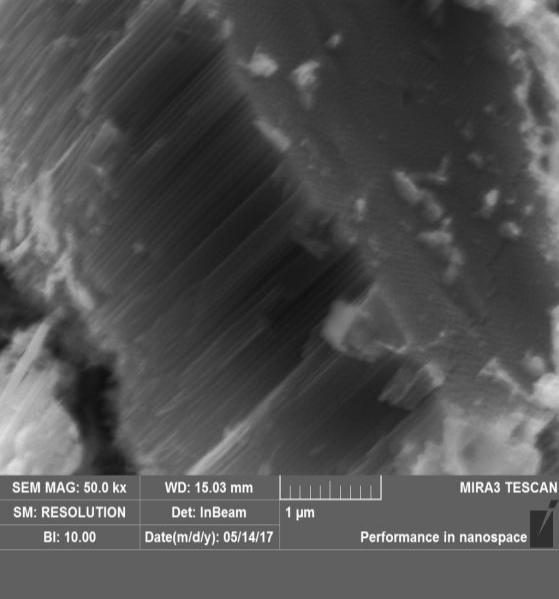 SEM MAG: 50.0 kx WD: 15.03 mm MIRA3 TESCAN
SM: RESOLUTION Det: InBeam 1 µm
BI: 10.00 Date(m/d/y): 05/14/17 Performance in nanospace